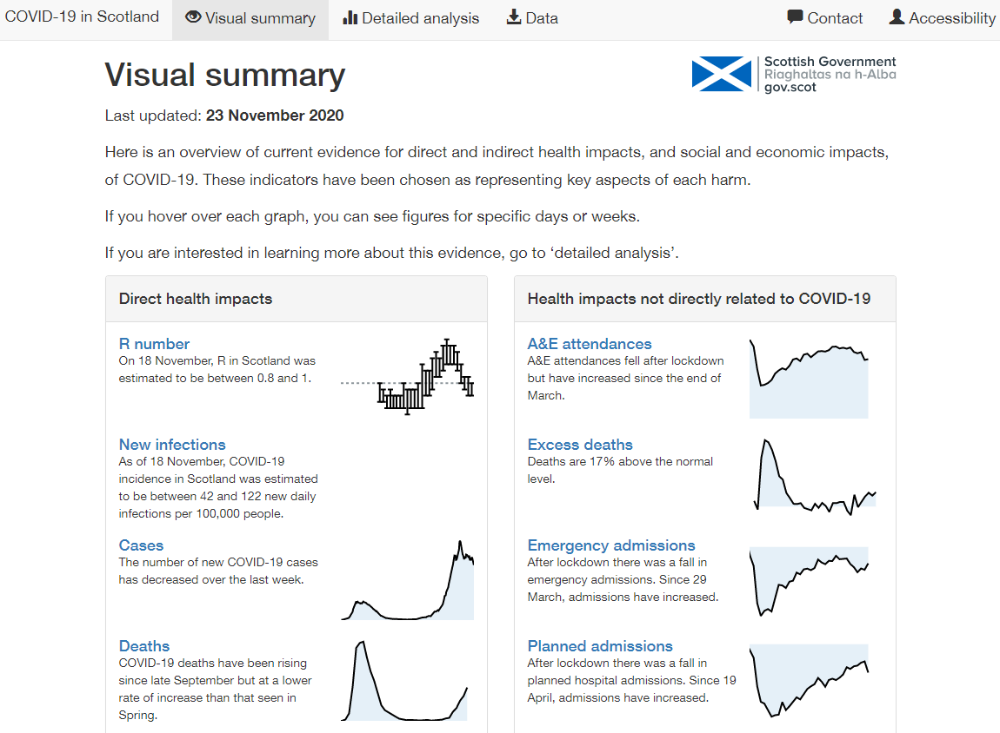 COVID-19 in Scotland
Visual summary
Detailed analysis
Data
Contact
Accessibility
Visual summary
Scottish Government
Riaghaltas na h-Alba
gov.scot
Last updated: 23 November 2020
Here is an overview of current evidence for direct and indirect health impacts, and social and economic impacts,
of COVID-19. These indicators have been chosen as representing key aspects of each harm.
If you hover over each graph, you can see figures for specific days or weeks.
If you are interested in learning more about this evidence, go to ‘detailed analysis’.
Direct health impacts
R number
On 18 November, R in Scotland was
estimated to be between 0.8 and 1.
New infections
As of 18 November, COVID-19
incidence in Scotland was estimated
to be between 42 and 122 new daily
infections per 100,000 people.
Cases
The number of new COVID-19 cases
has decreased over the last week.
Deaths
COVID-19 deaths have been rising
since late September but at a lower
rate of increase than that seen in
Spring.
Health impacts not directly related to COVID-19
A&E attendances
A&E attendances fell after lockdown
but have increased since the end of
March.
Excess deaths
Deaths are 17% above the normal
level.
Emergency admissions
After lockdown there was a fall in
emergency admissions. Since 29
March, admissions have increased.
Planned admissions
After lockdown there was a fall in
planned hospital admissions. Since 19
April, admissions have increased.